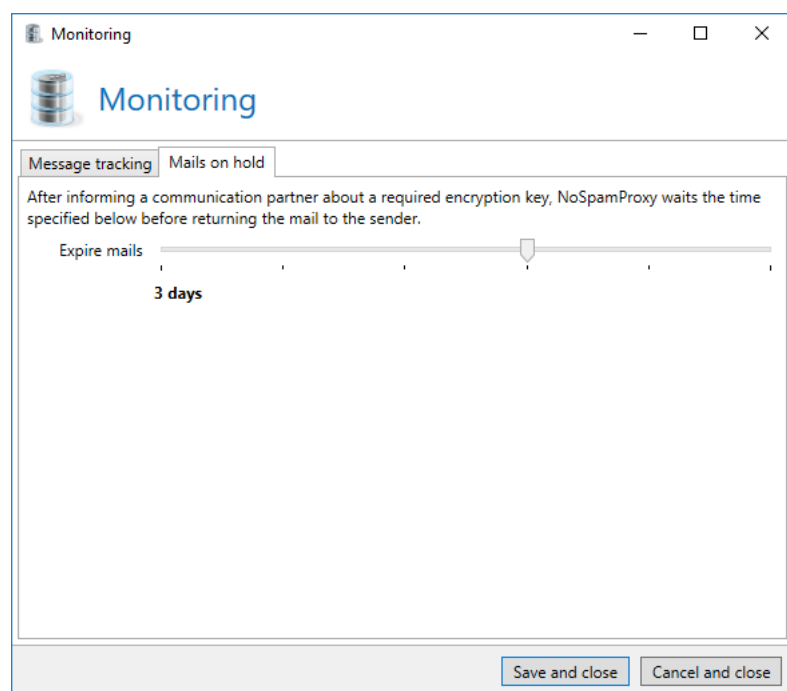 Monitoring
Monitoring
Message tracking Mails on hold
After informing a communication partner about a required encryption key, NoSpamProxy waits the time
specified below before returning the mail to the sender.
Expire mails
3 days
Save and close Cancel and close